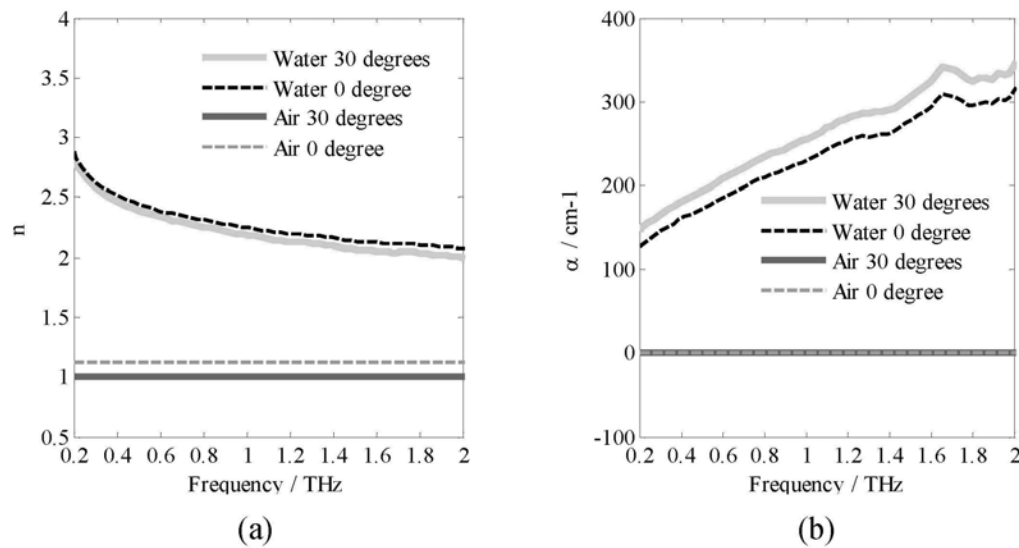 4
3.5
3
2.5
2
1.5
1
0.5
n
Water 30 degrees
Water 0 degree
Air 30 degrees
Air 0 degree
0.2 0.4 0.6 0.8 1 1.2 1.4 1.6 1.8 2
Frequency / THz
(a)
400
300
200
100
0
-100
α / cm-1
Water 30 degrees
Water 0 degree
Air 30 degrees
Air 0 degree
0.2 0.4 0.6 0.8 1 1.2 1.4 1.6 1.8 2
Frequency / THz
(b)